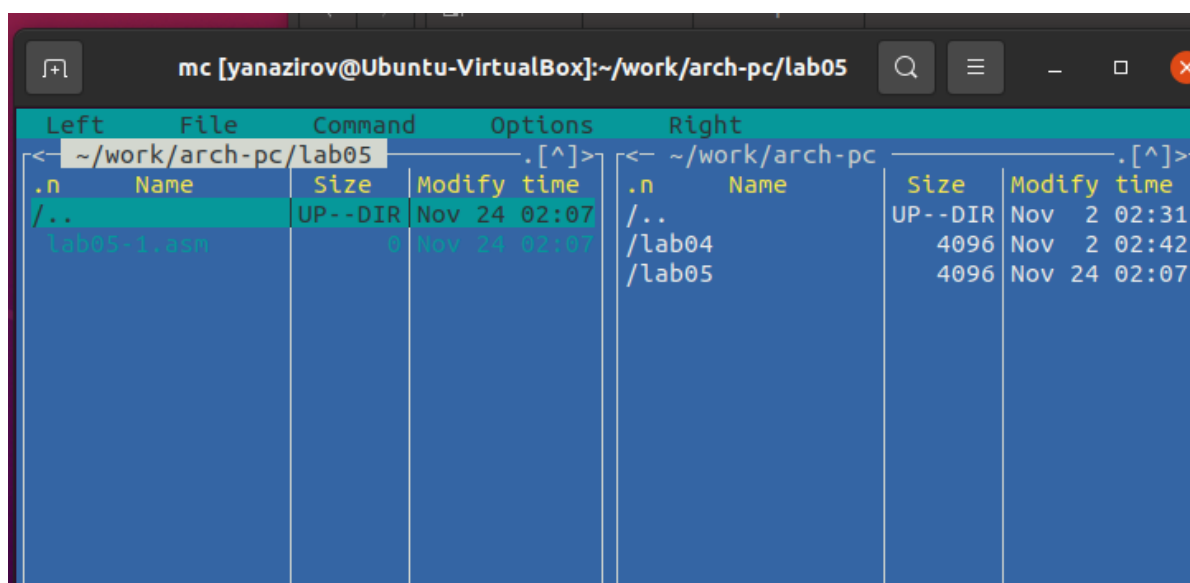 mc [yanazirov@Ubuntu-VirtualBox]:~/work/arch-pc/lab05
Left File Command Options Right
<─ ~/work/arch-pc/lab05 ─.[^]>
.n Name Size Modify time
/.. UP--DIR Nov 24 02:07
lab05-1.asm 0 Nov 24 02:07
<─ ~/work/arch-pc ─.[^]>
.n Name Size Modify time
/.. UP--DIR Nov 2 02:31
/lab04 4096 Nov 2 02:42
/lab05 4096 Nov 24 02:07